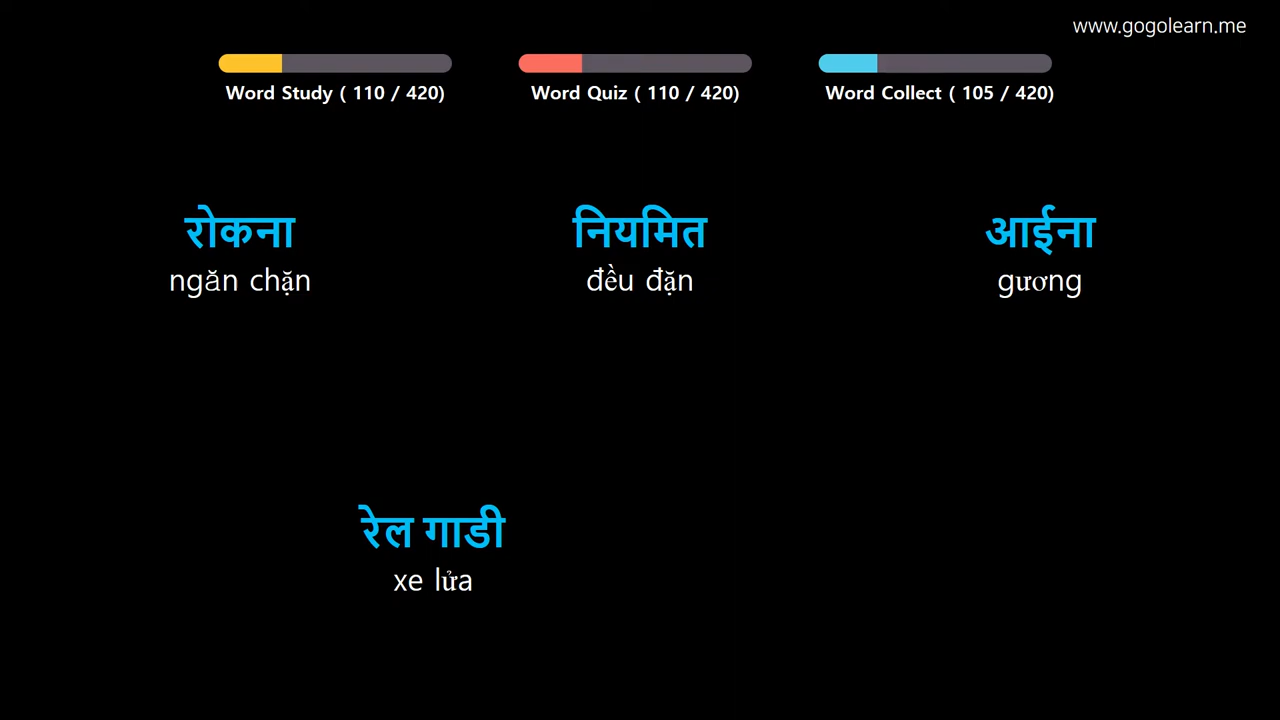 www.gogolearn.me
Word Study ( 110 / 420)
Word Quiz ( 110 / 420)
Word Collect ( 105 / 420)
रोकना
ngăn chặn
नियमित
đều đặn
आईना
gương
रेल गाडी
xe lửa